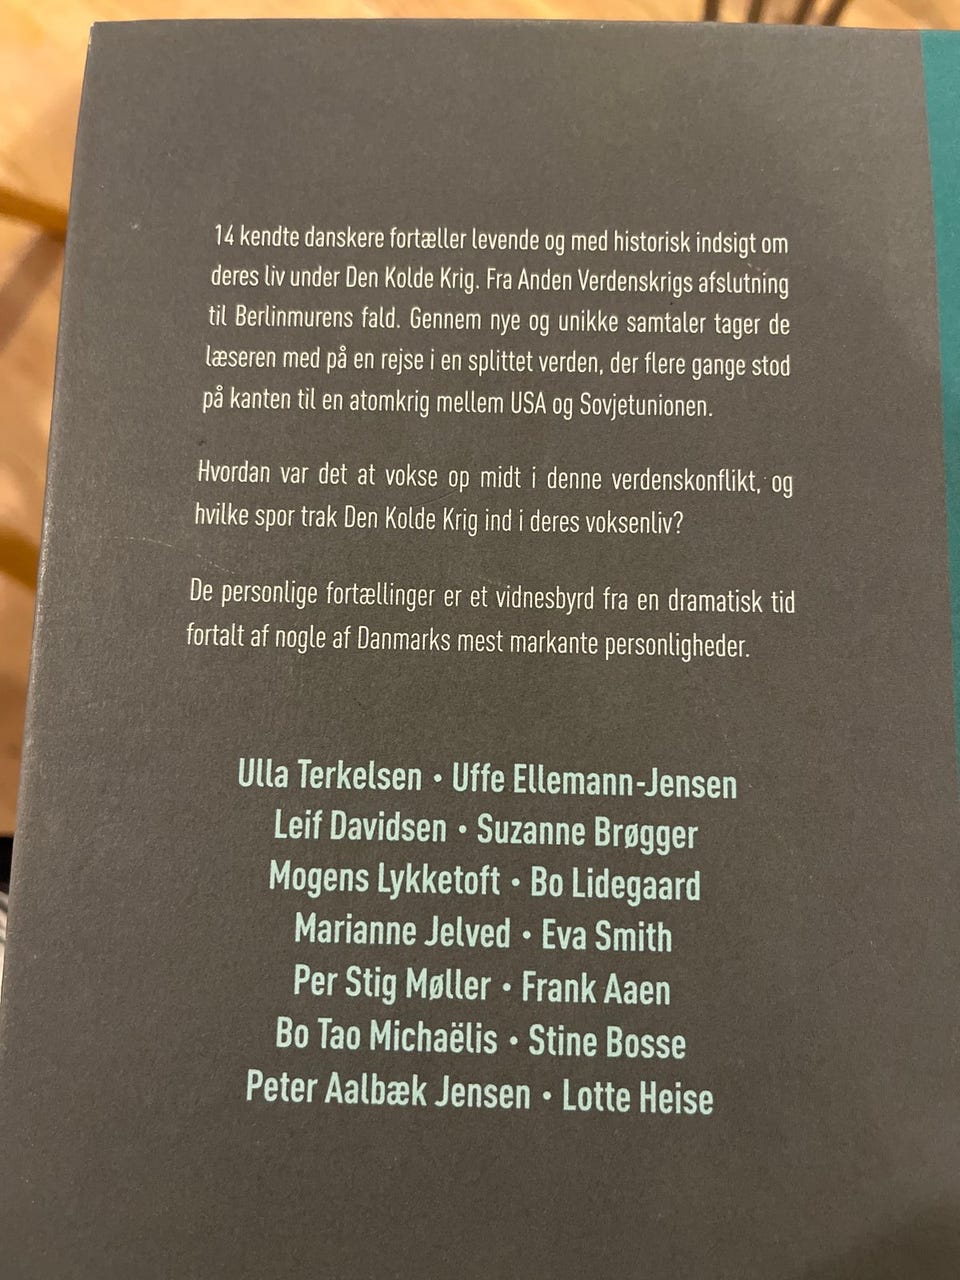 14 kendte danskere fortæller levende og med historisk indsigt om
deres liv under Den Kolde Krig. Fra Anden Verdenskrigs afslutning
til Berlinmurens fald. Gennem nye og unikke samtaler tager de
læseren med på en rejse i en splittet verden, der flere gange stod
på kanten til en atomkrig mellem USA og Sovjetunionen.
Hvordan var det at vokse op midt i denne verdenskonflikt, og
hvilke spor trak Den Kolde Krig ind i deres voksenliv?
De personlige fortællinger er et vidnesbyrd fra en dramatisk tid
fortalt af nogle af Danmarks mest markante personligheder.
Ulla Terkelsen • Uffe Ellemann-Jensen
Leif Davidsen • Suzanne Brøgger
Mogens Lykketoft • Bo Lidegaard
Marianne Jelved • Eva Smith
Per Stig Møller • Frank Aaen
Bo Tao Michaëlis • Stine Bosse
Peter Aalbæk Jensen • Lotte Heise